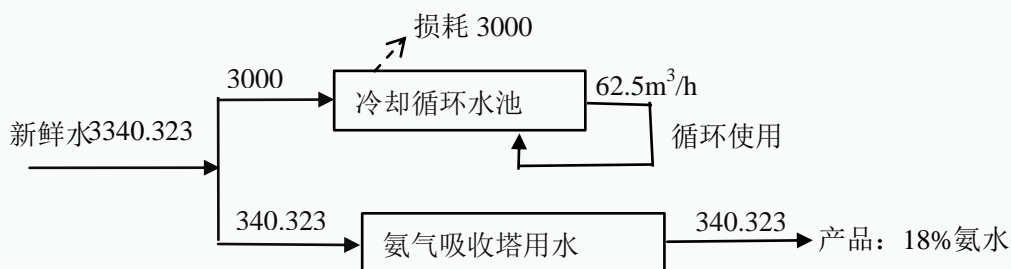 损耗 3000
3000
冷却循环水池
62.5m³/h
循环使用
新鲜水3340.323
340.323
氨气吸收塔用水
340.323
产品：18%氨水